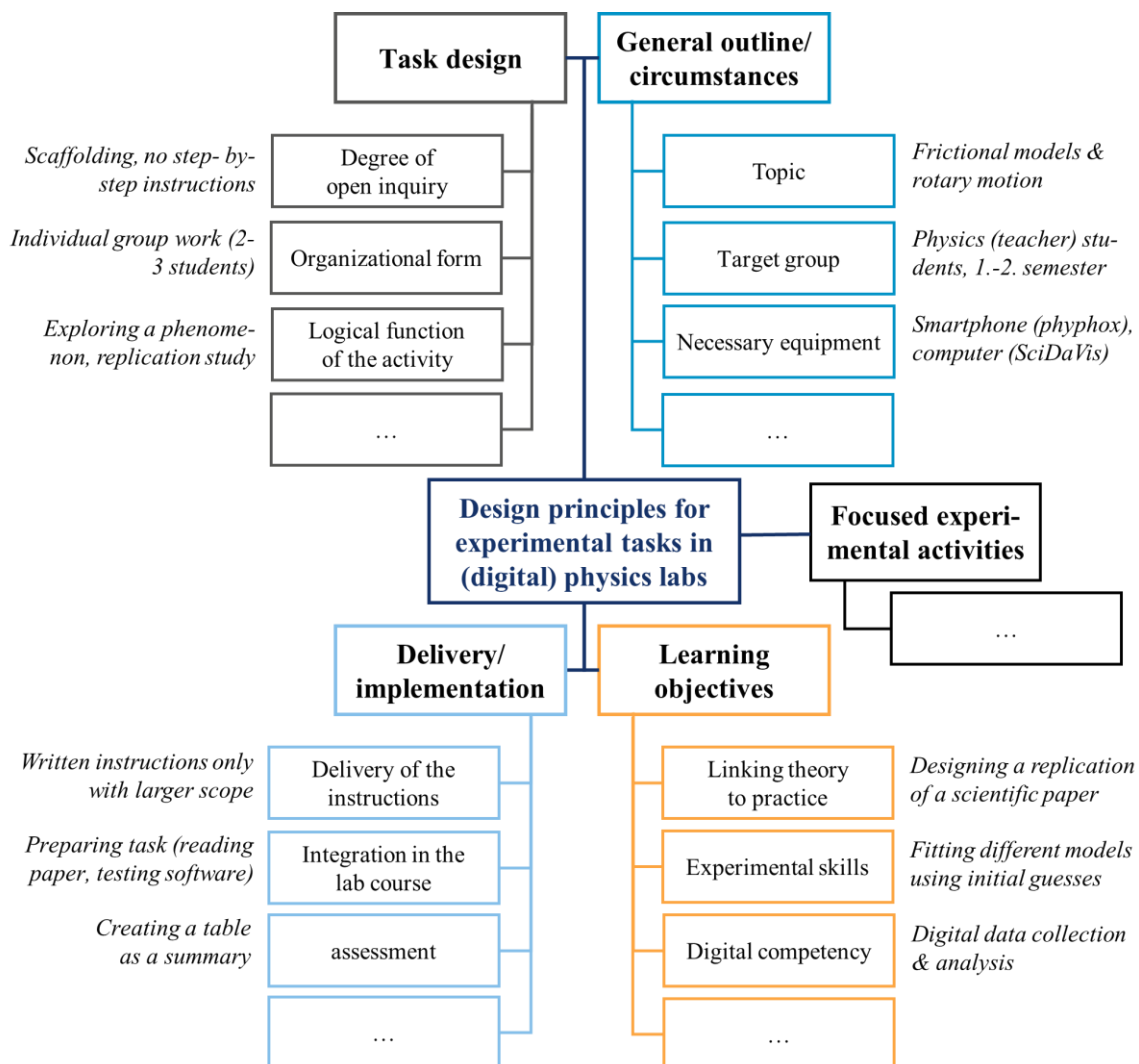 Task design
General outline/
circumstances
Scaffolding, no step- by-
step instructions
Degree of
open inquiry
Individual group work (2-
3 students)
Organizational form
Exploring a phenome-
non, replication study
Logical function
of the activity
…
Topic
Frictional models &
rotary motion
Target group
Physics (teacher) stu-
dents, 1.-2. semester
Necessary equipment
Smartphone (phyphox),
computer (SciDaVis)
…
Design principles for
experimental tasks in
(digital) physics labs
Focused experi-
mental activities
…
Delivery/
implementation
Learning
objectives
Written instructions only
with larger scope
Delivery of the
instructions
Preparing task (reading
paper, testing software)
Integration in the
lab course
Creating a table
as a summary
assessment
…
Linking theory
to practice
Designing a replication
of a scientific paper
Experimental skills
Fitting different models
using initial guesses
Digital competency
Digital data collection
& analysis
…